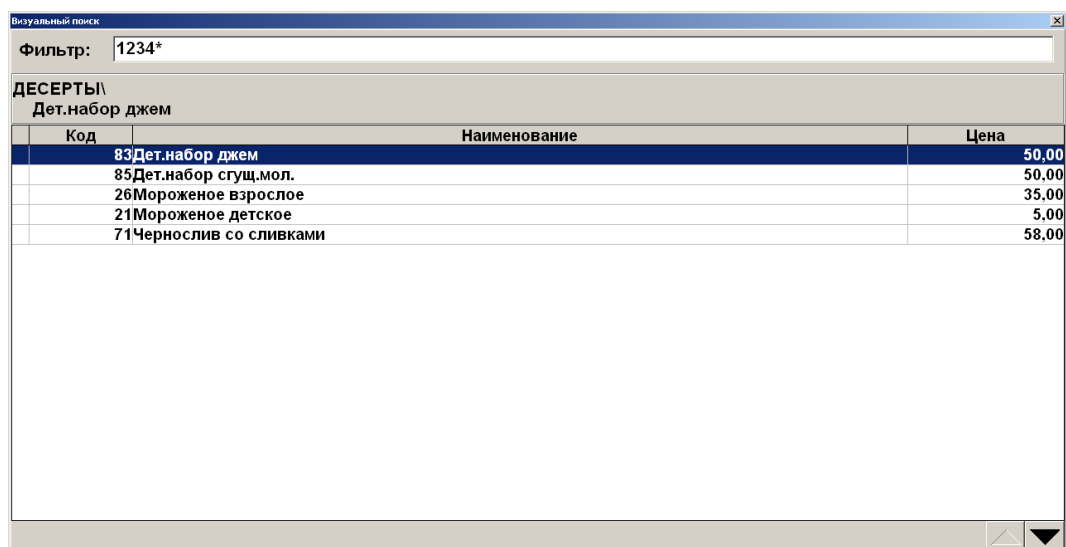 Визуальный поиск
Фильтр: 1234*
ДЕСЕРТЫ\
Дет.набор джем
Код Наименование Цена
83 Дет.набор джем 50,00
85 Дет.набор сгущ.мол. 50,00
26 Мороженое взрослое 35,00
21 Мороженое детское 5,00
71 Чернослив со сливками 58,00